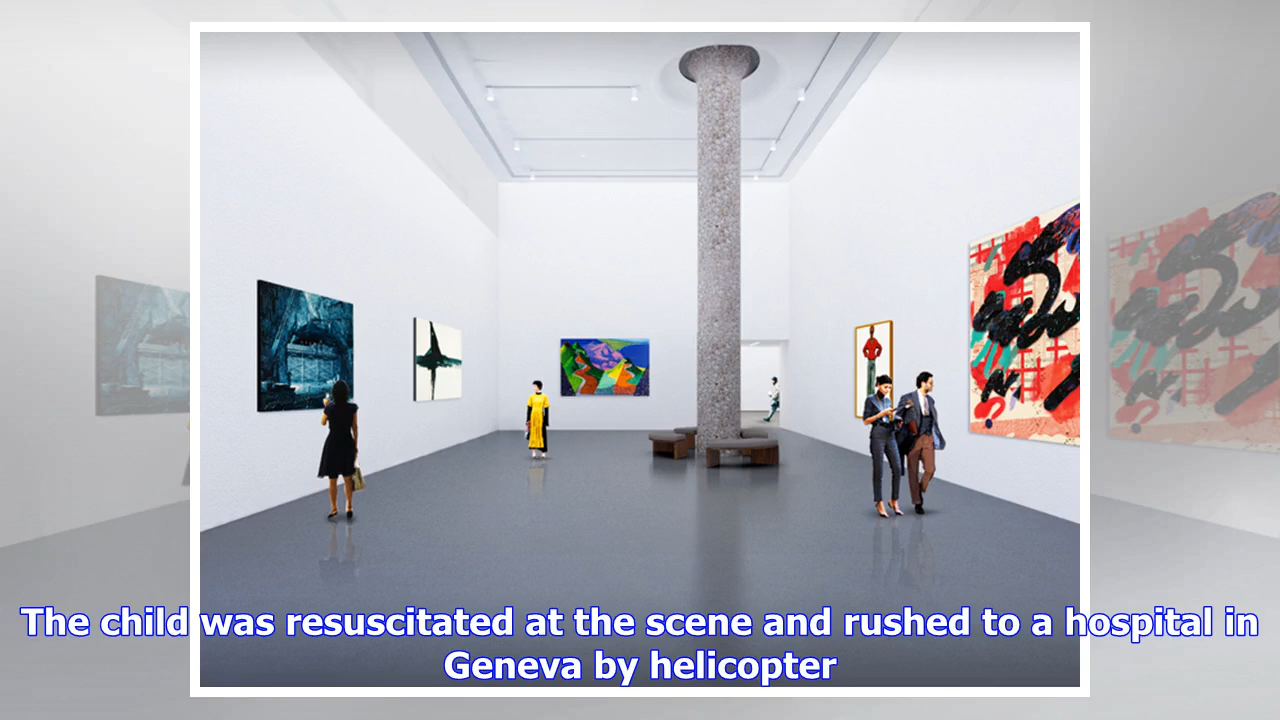 The child was resuscitated at the scene and rushed to a hospital in
Geneva by helicopter